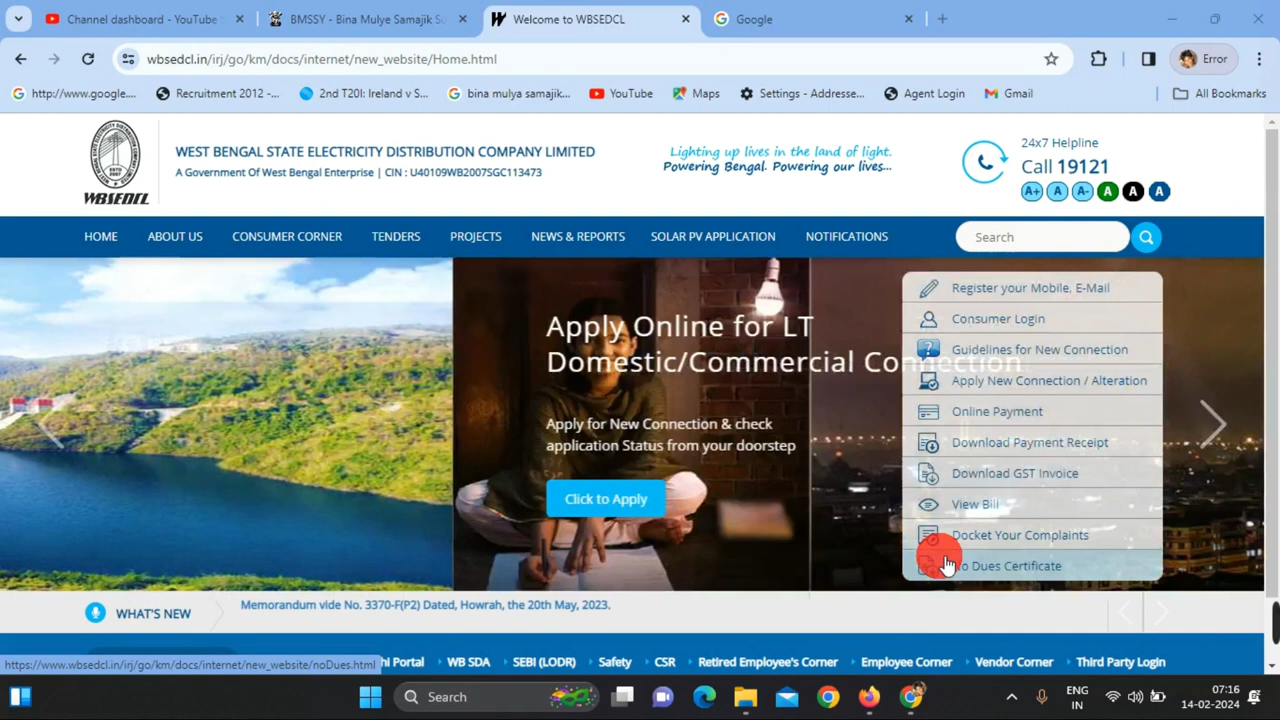 Channel dashboard - YouTube
BMSSY - Bina Mulye Samajik Su
Welcome to WBSEDCL
Google
wbsedcl.in/irj/go/km/docs/internet/new_website/Home.html
Error
http://www.google....
Recruitment 2012 -...
2nd T20I: Ireland v S...
bina mulya samajik...
YouTube
Maps
Settings - Addresse...
Agent Login
Gmail
All Bookmarks
WBSEDCL
WEST BENGAL STATE ELECTRICITY DISTRIBUTION COMPANY LIMITED
A Government Of West Bengal Enterprise | CIN : U40109WB2007SGC113473
Lighting up lives in the land of light.
Powering Bengal. Powering our lives...
24x7 Helpline
Call 19121
A+ A A- A A A
HOME ABOUT US CONSUMER CORNER TENDERS PROJECTS NEWS & REPORTS SOLAR PV APPLICATION NOTIFICATIONS
Search
Apply Online for LT
Domestic/Commercial Connection
Apply for New Connection & check
application Status from your doorstep
Click to Apply
Register your Mobile, E-Mail
Consumer Login
Guidelines for New Connection
Apply New Connection / Alteration
Online Payment
Download Payment Receipt
Download GST Invoice
View Bill
Docket Your Complaints
Dues Certificate
WHAT'S NEW
Memorandum vide No. 3370-F(P2) Dated, Howrah, the 20th May, 2023.
https://www.wbsedcl.in/irj/go/km/docs/internet/new_website/noDues.html
Portal WB SDA SEBI (LODR) Safety CSR Retired Employee's Corner Employee Corner Vendor Corner Third Party Login
Search
ENG
IN
07:16
14-02-2024